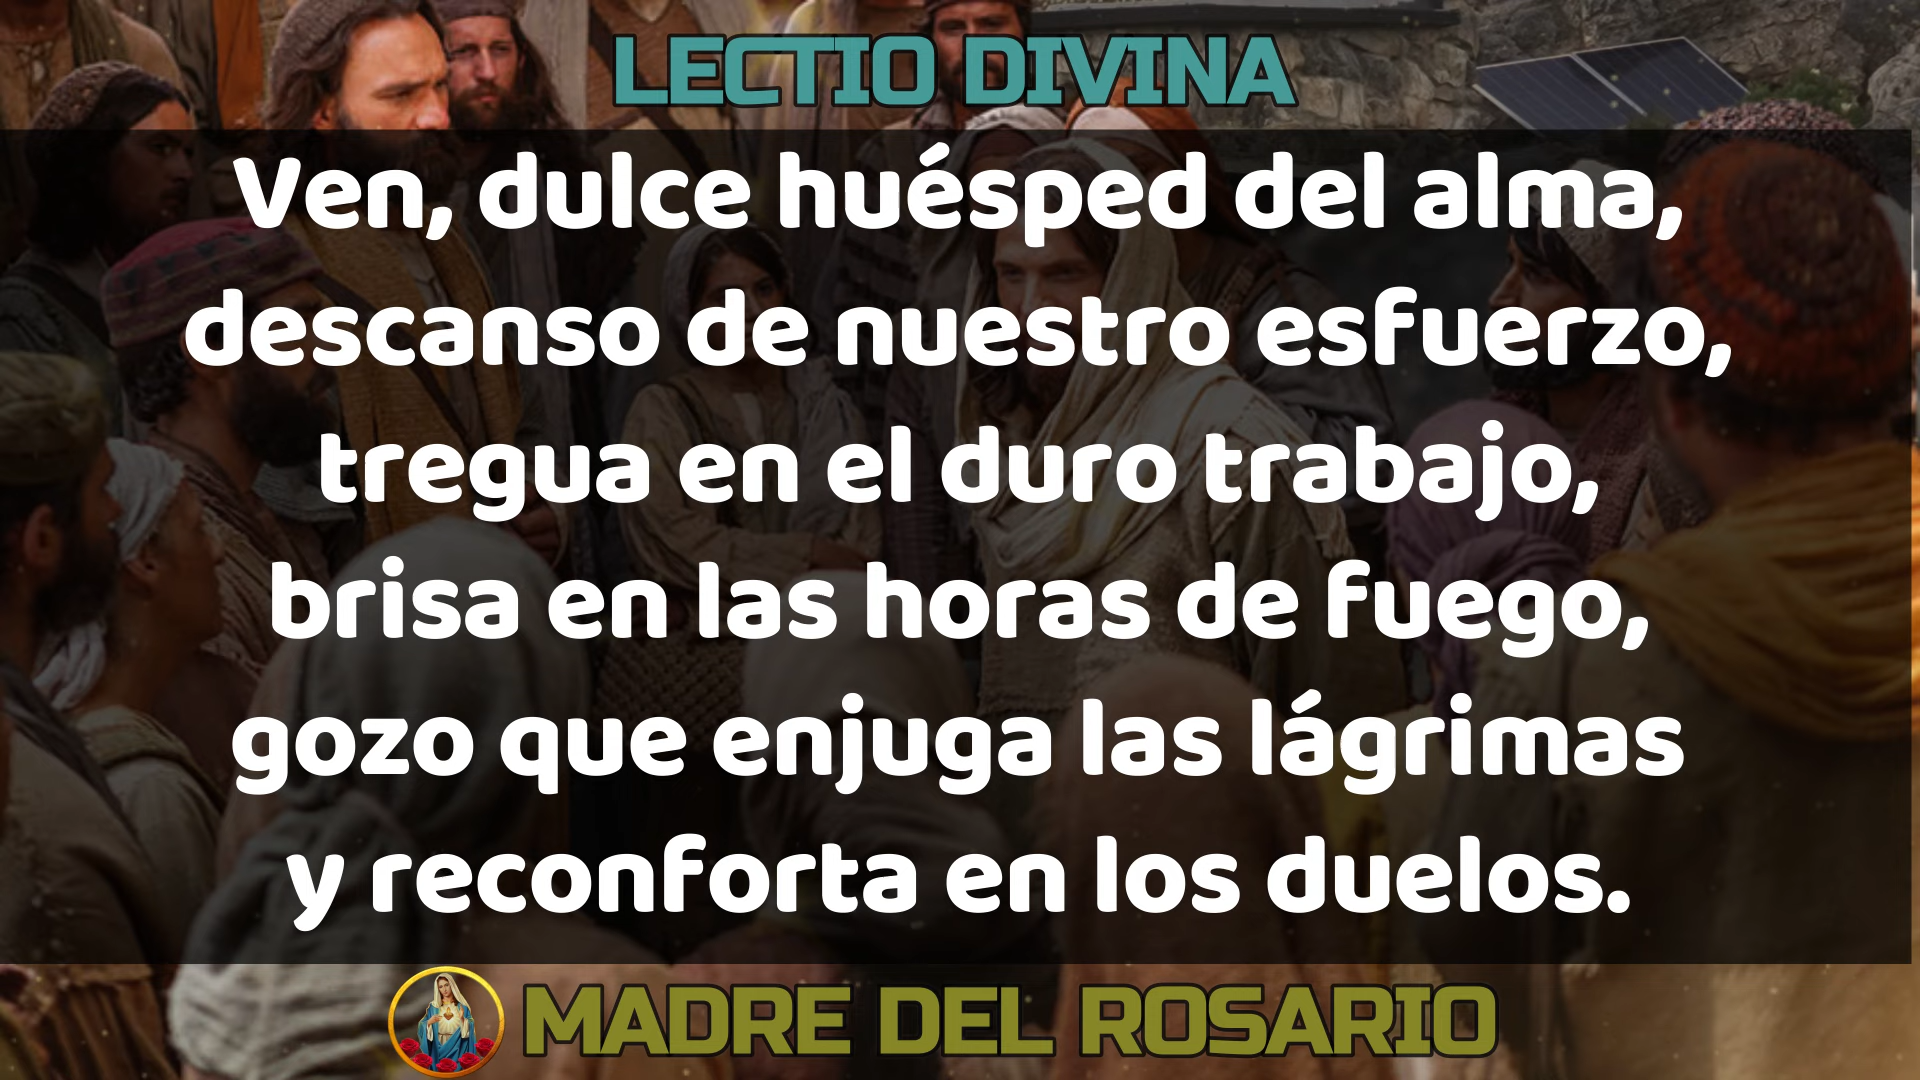 LECTIO DIVINA
Ven, dulce huésped del alma,
descanso de nuestro esfuerzo,
tregua en el duro trabajo,
brisa en las horas de fuego,
gozo que enjuga las lágrimas
y reconforta en los duelos.
MADRE DEL ROSARIO